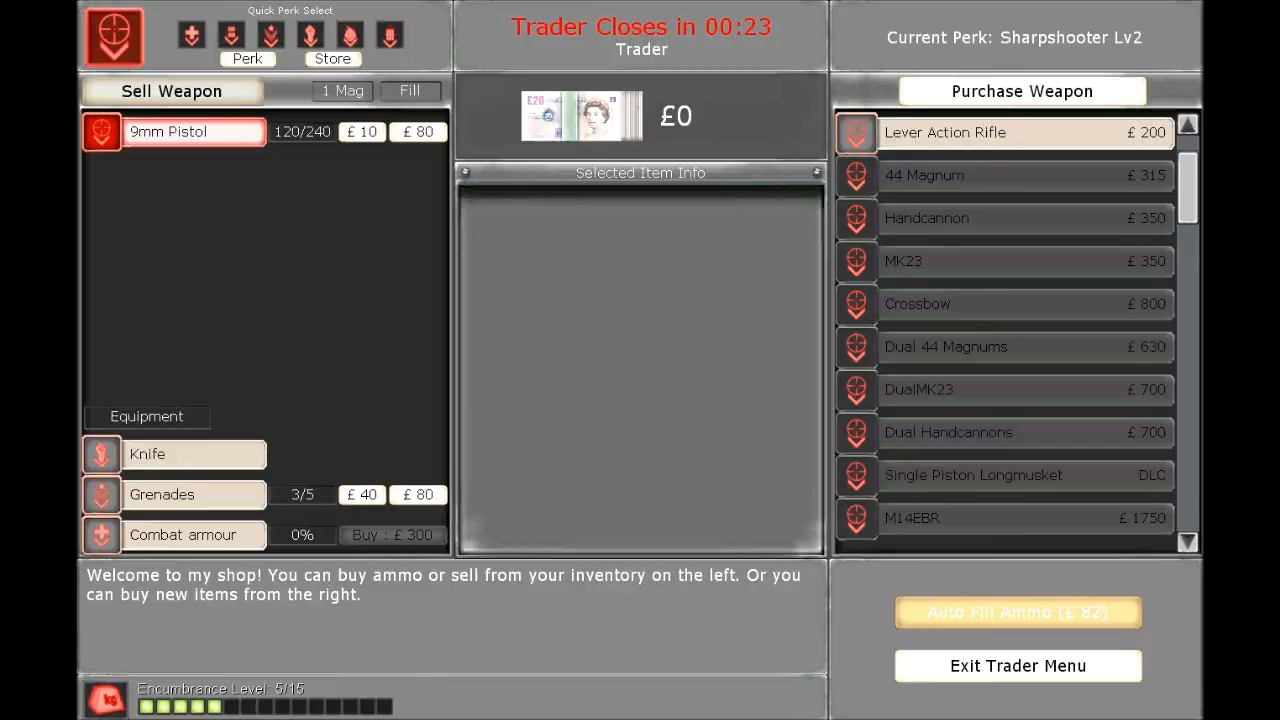 Quick Perk Select
Perk
Store
Trader Closes in 00:23
Trader
Current Perk: Sharpshooter Lv2
Sell Weapon
1 Mag
Fill
9mm Pistol
120/240
£ 10
£ 80
£20
20
£0
Selected Item Info
Purchase Weapon
Lever Action Rifle £ 200
44 Magnum £ 315
Handcannon £ 350
MK23 £ 350
Crossbow £ 800
Dual 44 Magnums £ 630
DualMK23 £ 700
Dual Handcannons £ 700
Single Piston Longmusket DLC
M14EBR £ 1750
Equipment
Knife
Grenades 3/5 £ 40 £ 80
Combat armour 0% Buy : £ 300
Welcome to my shop! You can buy ammo or sell from your inventory on the left. Or you
can buy new items from the right.
Auto Fill Ammo (£ 82)
Exit Trader Menu
kg
Encumbrance Level: 5/15